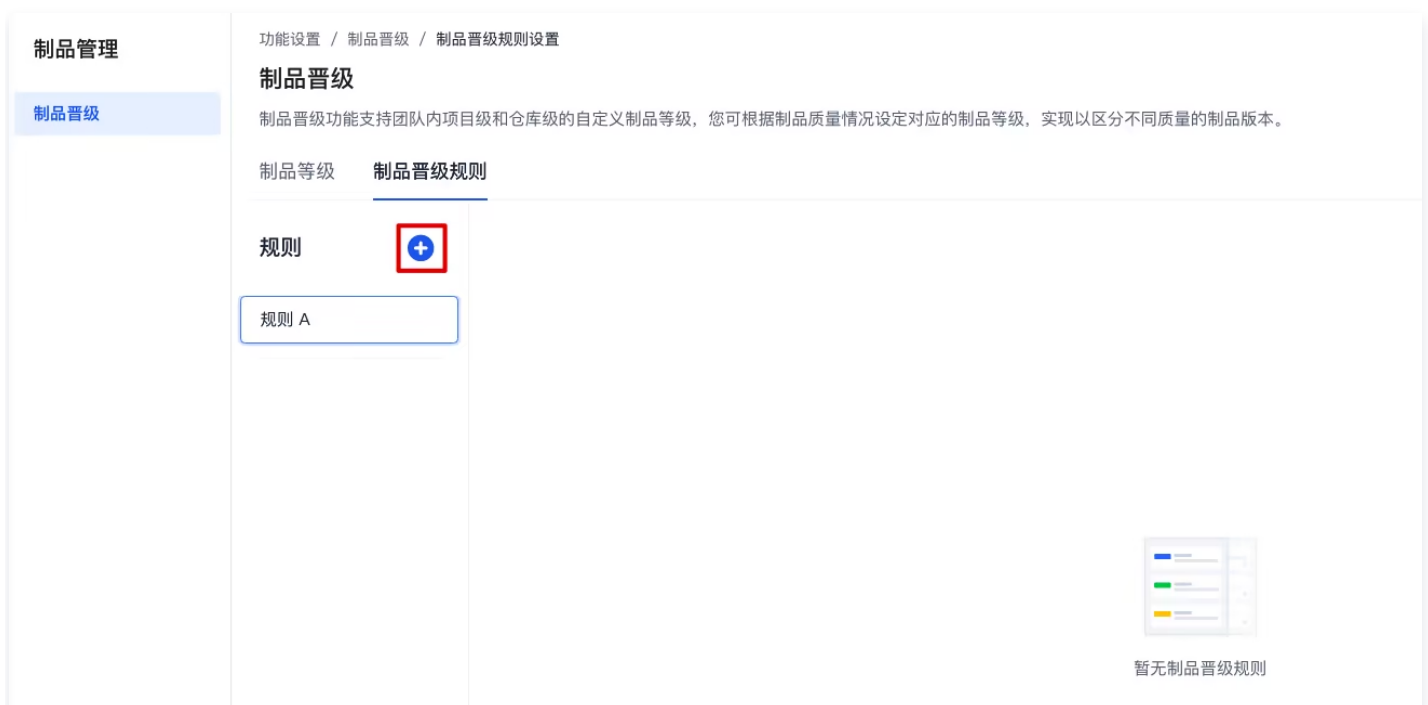 制品管理
制品晋级
功能设置 / 制品晋级 / 制品晋级规则设置
制品晋级
制品晋级功能支持团队内项目级和仓库级的自定义制品等级，您可根据制品质量情况设定对应的制品等级，实现以区分不同质量的制品版本。
制品等级 制品晋级规则
规则
规则 A
暂无制品晋级规则